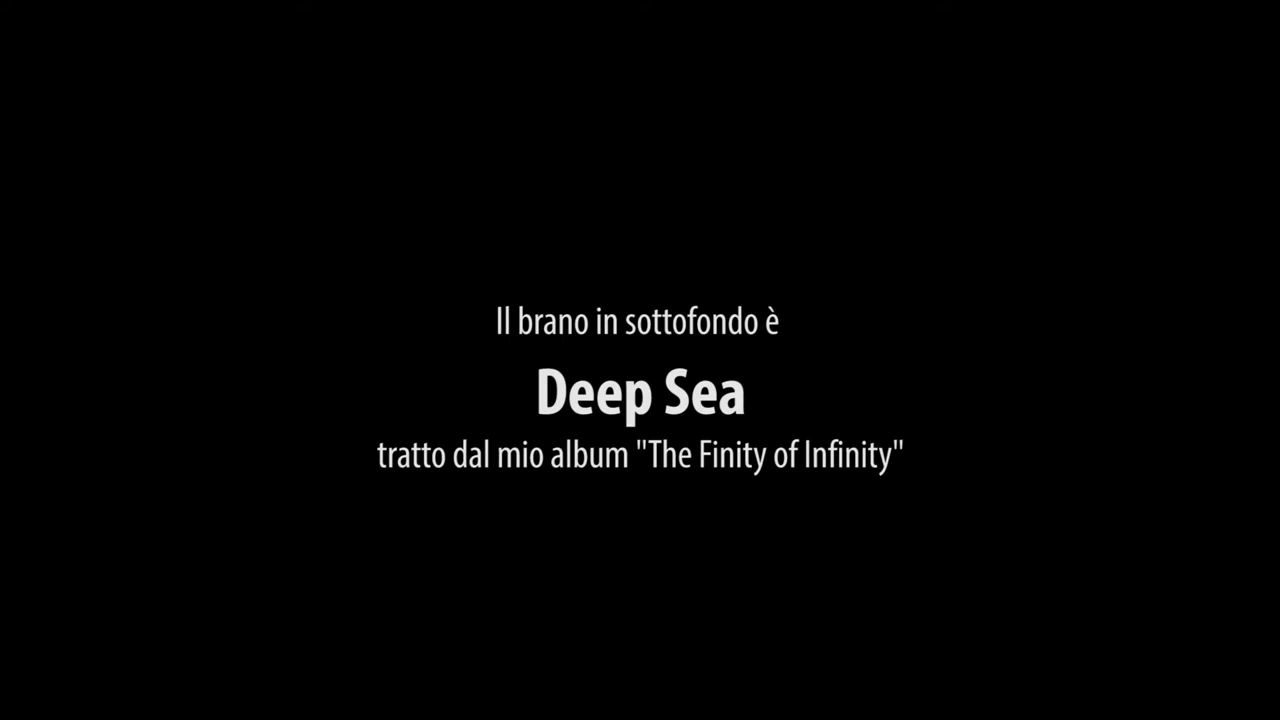 Il brano in sottofondo è
Deep Sea
tratto dal mio album "The Finity of Infinity"